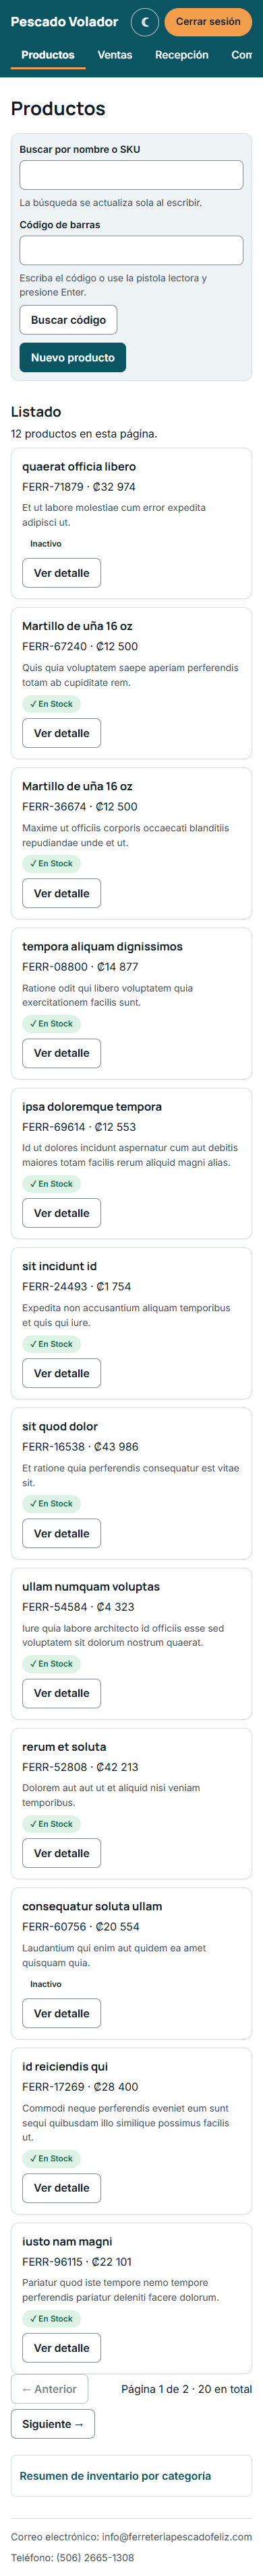 Pescado Volador
Cerrar sesión
Productos Ventas Recepción Com
Productos
Buscar por nombre o SKU
La búsqueda se actualiza sola al escribir.
Código de barras
Escriba el código o use la pistola lectora y
presione Enter.
Buscar código
Nuevo producto
Listado
12 productos en esta página.
quaerat officia libero
FERR-71879 · ₡32 974
Et ut labore molestiae cum error expedita
adipisci ut.
Inactivo
Ver detalle
Martillo de uña 16 oz
FERR-67240 · ₡12 500
Quis quia voluptatem saepe aperiam perferendis
totam ab cupiditate rem.
✓ En Stock
Ver detalle
Martillo de uña 16 oz
FERR-36674 · ₡12 500
Maxime ut officiis corporis occaecati blanditiis
repudiandae unde et ut.
✓ En Stock
Ver detalle
tempora aliquam dignissimos
FERR-08800 · ₡14 877
Ratione odit qui libero voluptatem quia
exercitationem facilis sunt.
✓ En Stock
Ver detalle
ipsa doloremque tempora
FERR-69614 · ₡12 553
Id ut dolores incidunt aspernatur cum aut debitis
maiores totam facilis rerum aliquid magni alias.
✓ En Stock
Ver detalle
sit incidunt id
FERR-24493 · ₡1 754
Expedita non accusantium aliquam temporibus
et quis qui iure.
✓ En Stock
Ver detalle
sit quod dolor
FERR-16538 · ₡43 986
Et ratione quia perferendis consequatur est vitae
sit.
✓ En Stock
Ver detalle
ullam numquam voluptas
FERR-54584 · ₡4 323
Iure quia labore architecto id officiis esse sed
voluptatem sit dolorum nostrum quaerat.
✓ En Stock
Ver detalle
rerum et soluta
FERR-52808 · ₡42 213
Dolorem aut aut ut et aliquid nisi veniam
temporibus.
✓ En Stock
Ver detalle
consequatur soluta ullam
FERR-60756 · ₡20 554
Laudantium qui enim aut quidem ea amet
quisquam quia.
Inactivo
Ver detalle
id reiciendis qui
FERR-17269 · ₡28 400
Commodi neque perferendis eveniet eum sunt
sequi quibusdam illo similique possimus facilis
ut.
✓ En Stock
Ver detalle
iusto nam magni
FERR-96115 · ₡22 101
Pariatur quod iste tempore nemo tempore
perferendis pariatur deleniti facere dolorum.
✓ En Stock
Ver detalle
← Anterior Página 1 de 2 · 20 en total
Siguiente →
Resumen de inventario por categoría
Correo electrónico: info@ferreteriapescadofeliz.com
Teléfono: (506) 2665-1308